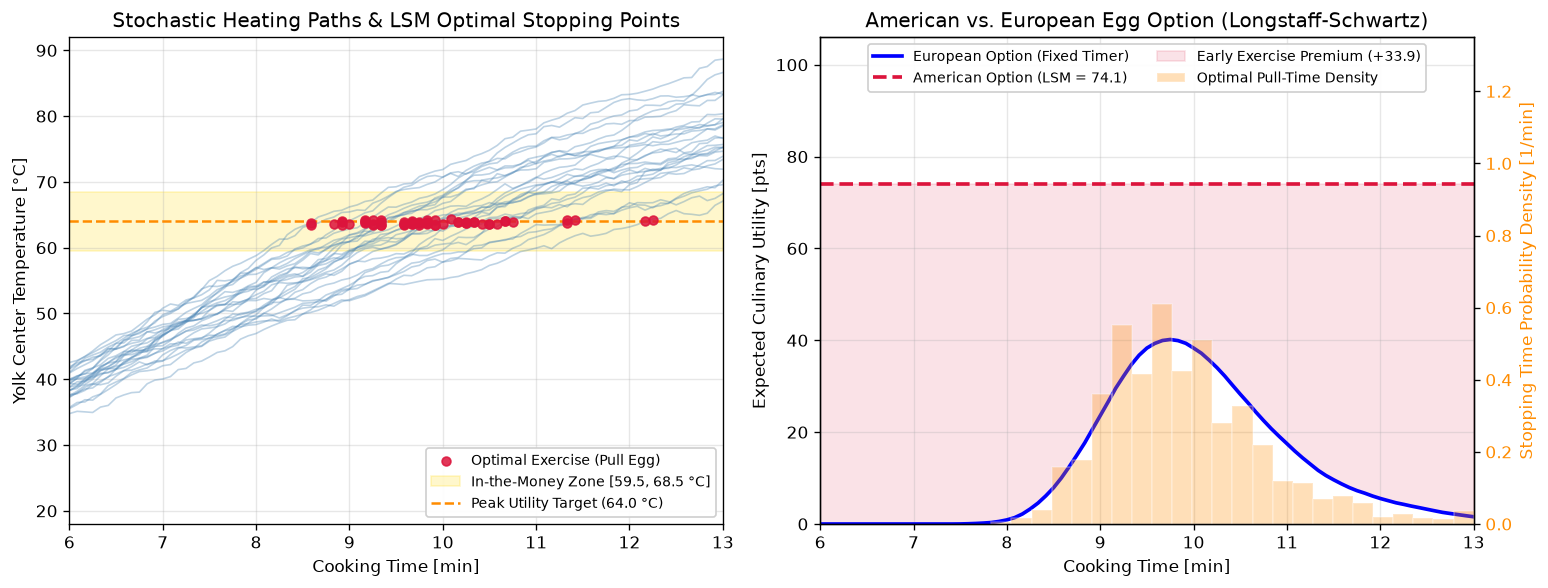 Stochastic Heating Paths & LSM Optimal Stopping Points
Yolk Center Temperature [°C]
90
80
70
60
50
40
30
20
Optimal Exercise (Pull Egg)
In-the-Money Zone [59.5, 68.5 °C]
Peak Utility Target (64.0 °C)
6 7 8 9 10 11 12 13
Cooking Time [min]
American vs. European Egg Option (Longstaff-Schwartz)
Expected Culinary Utility [pts]
100
80
60
40
20
0
European Option (Fixed Timer)
American Option (LSM = 74.1)
Early Exercise Premium (+33.9)
Optimal Pull-Time Density
1.2
1.0
0.8
0.6
0.4
0.2
0.0
Stopping Time Probability Density [1/min]
6 7 8 9 10 11 12 13
Cooking Time [min]